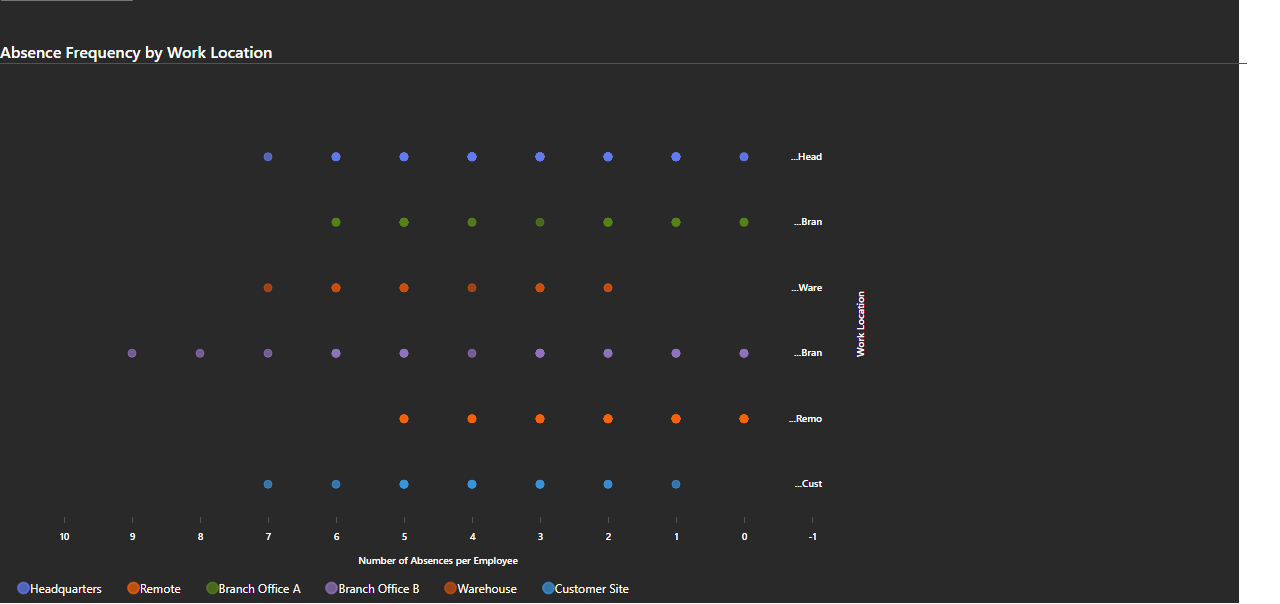 Absence Frequency by Work Location
...Head
...Bran
...Ware
...Bran
...Remo
...Cust
Work Location
10 9 8 7 6 5 4 3 2 1 0 -1
Number of Absences per Employee
Headquarters Remote Branch Office A Branch Office B Warehouse Customer Site